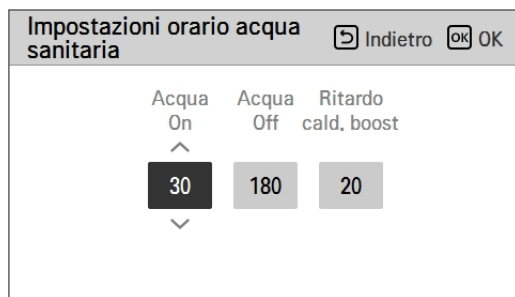 Impostazioni orario acqua
sanitaria
Indietro OK OK
Acqua On
Acqua Off
Ritardo cald. boost
30 180 20